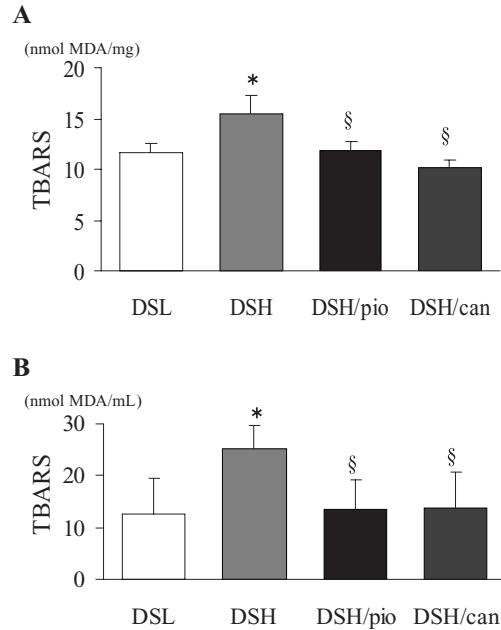 A
(nmol MDA/mg)
TBARS
20
15
10
5
0
*
§
§
DSL DSH DSH/pio DSH/can
B
(nmol MDA/mL)
TBARS
30
20
10
0
*
§
§
DSL DSH DSH/pio DSH/can